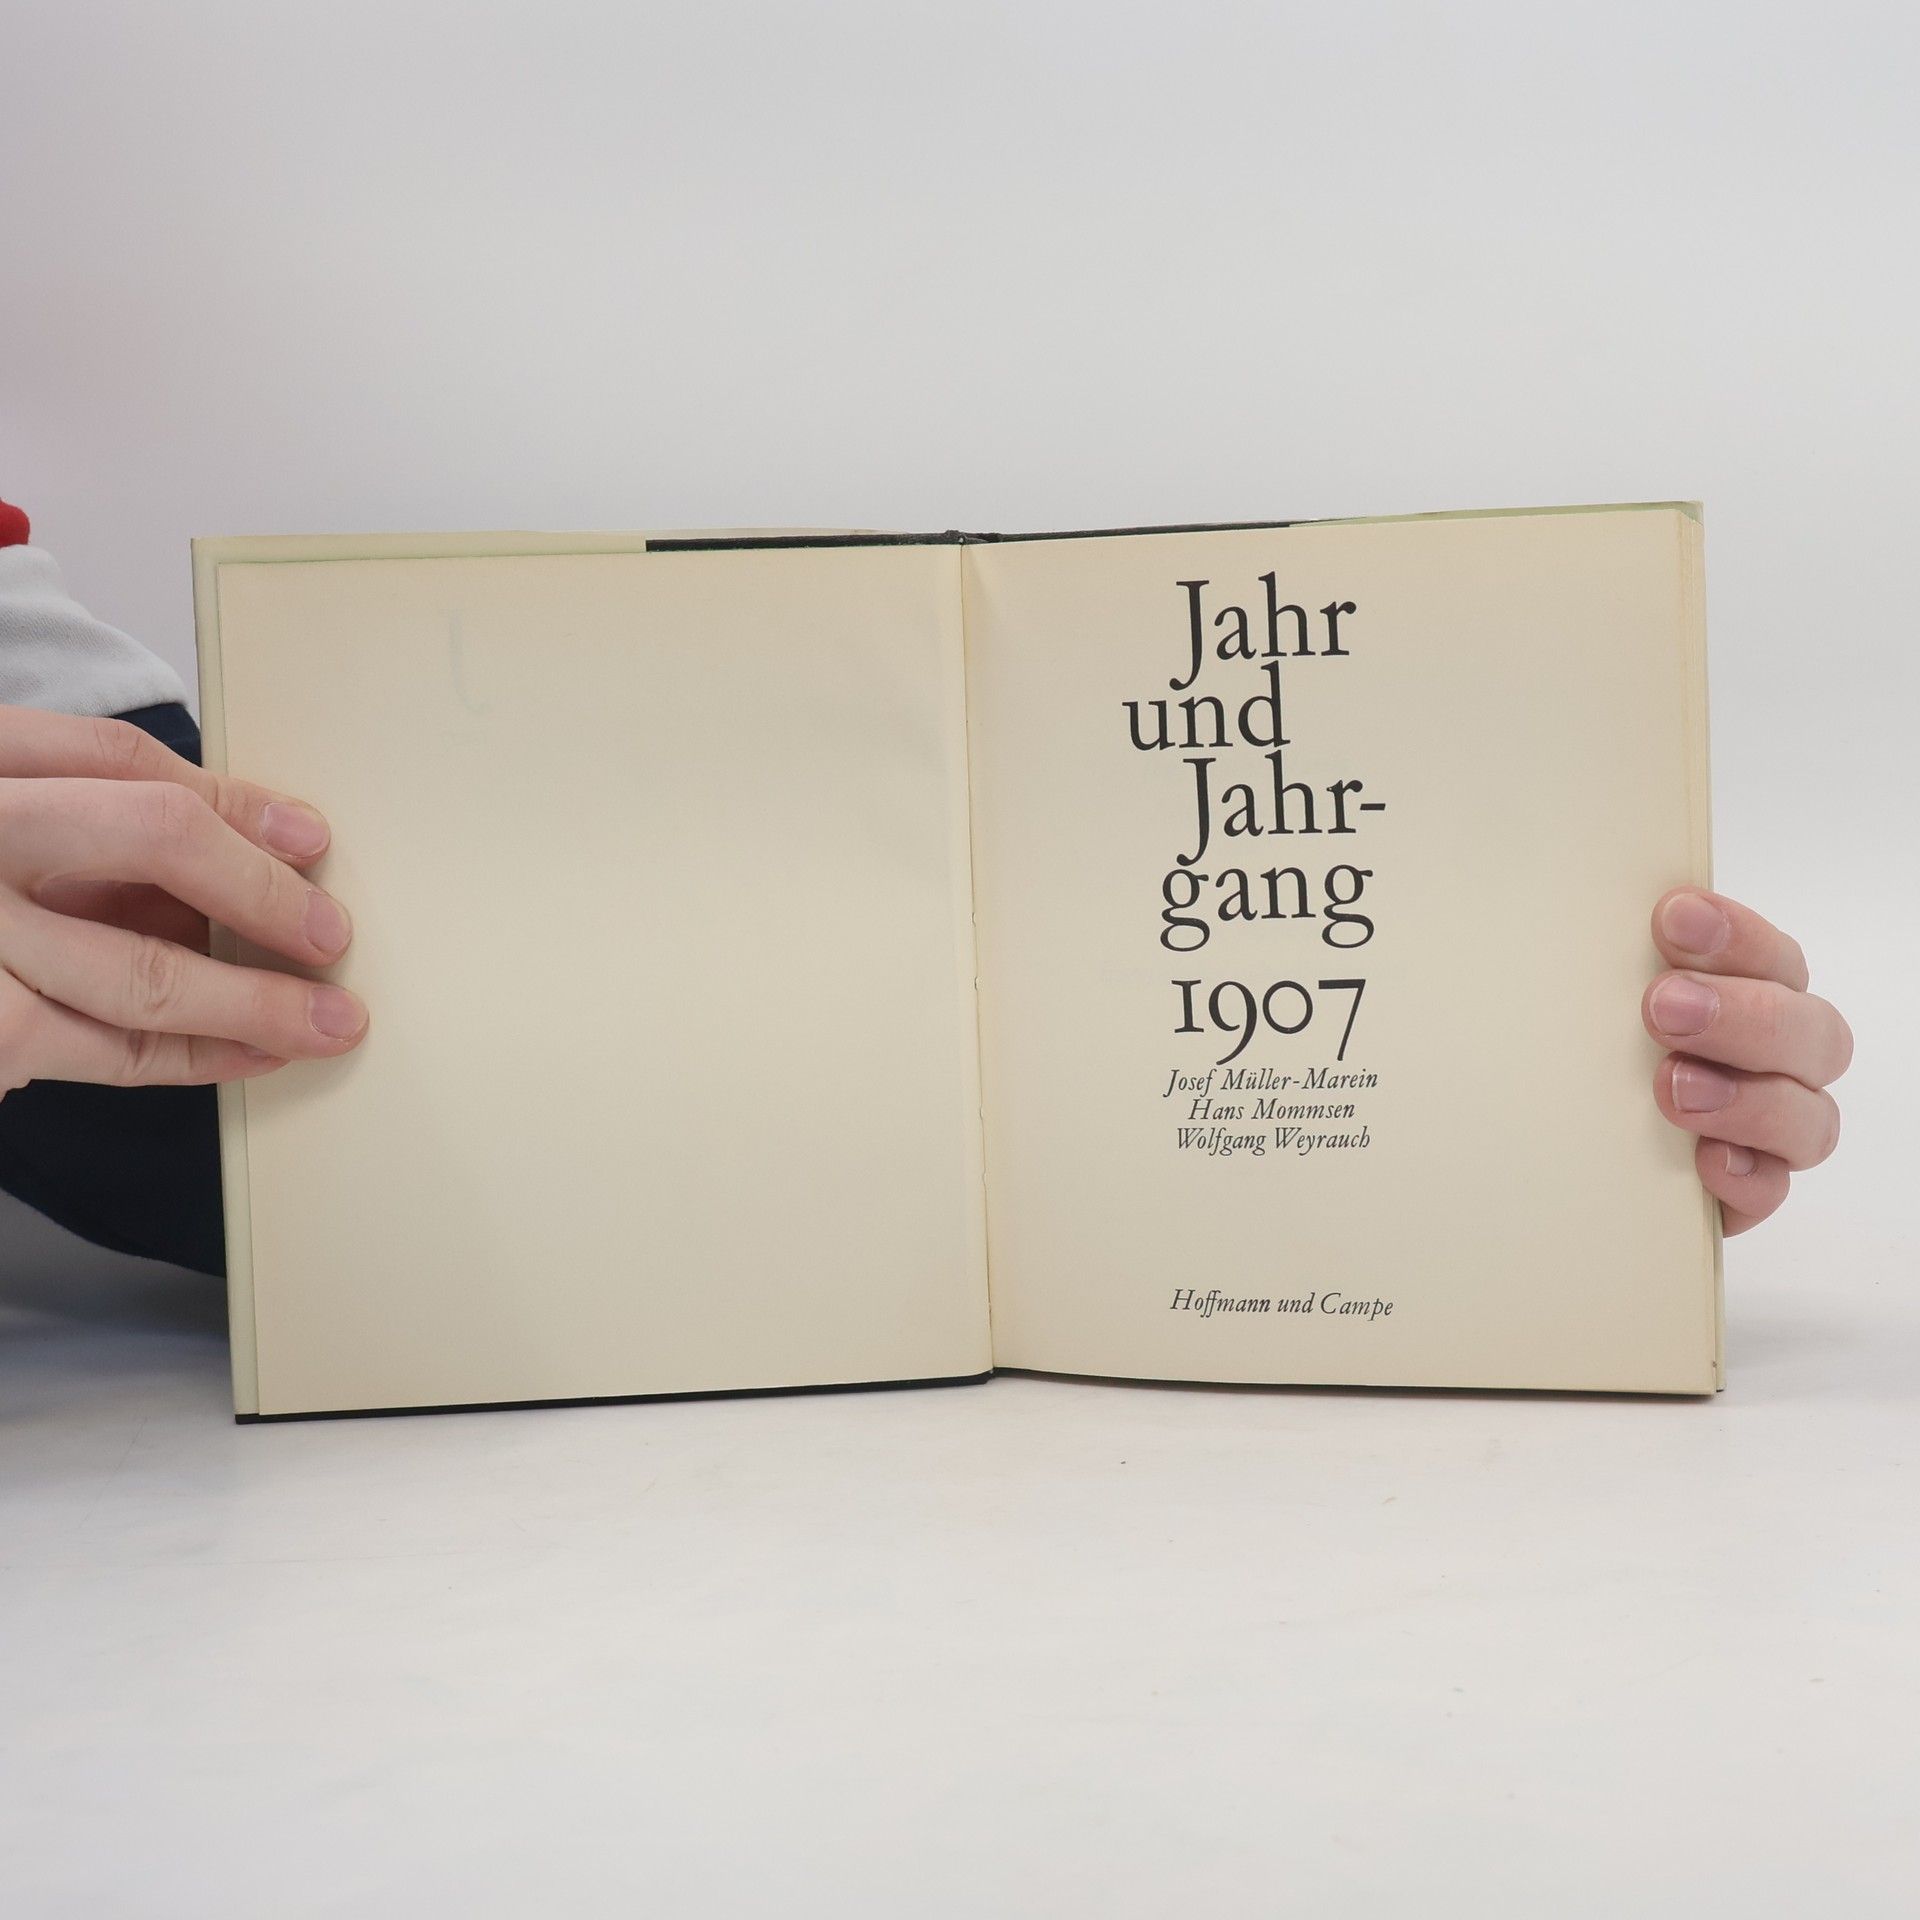 Jahr
und
Jahr-
gang
1907
Josef Müller-Marein
Hans Mommsen
Wolfgang Weyrauch
Hoffmann und Campe